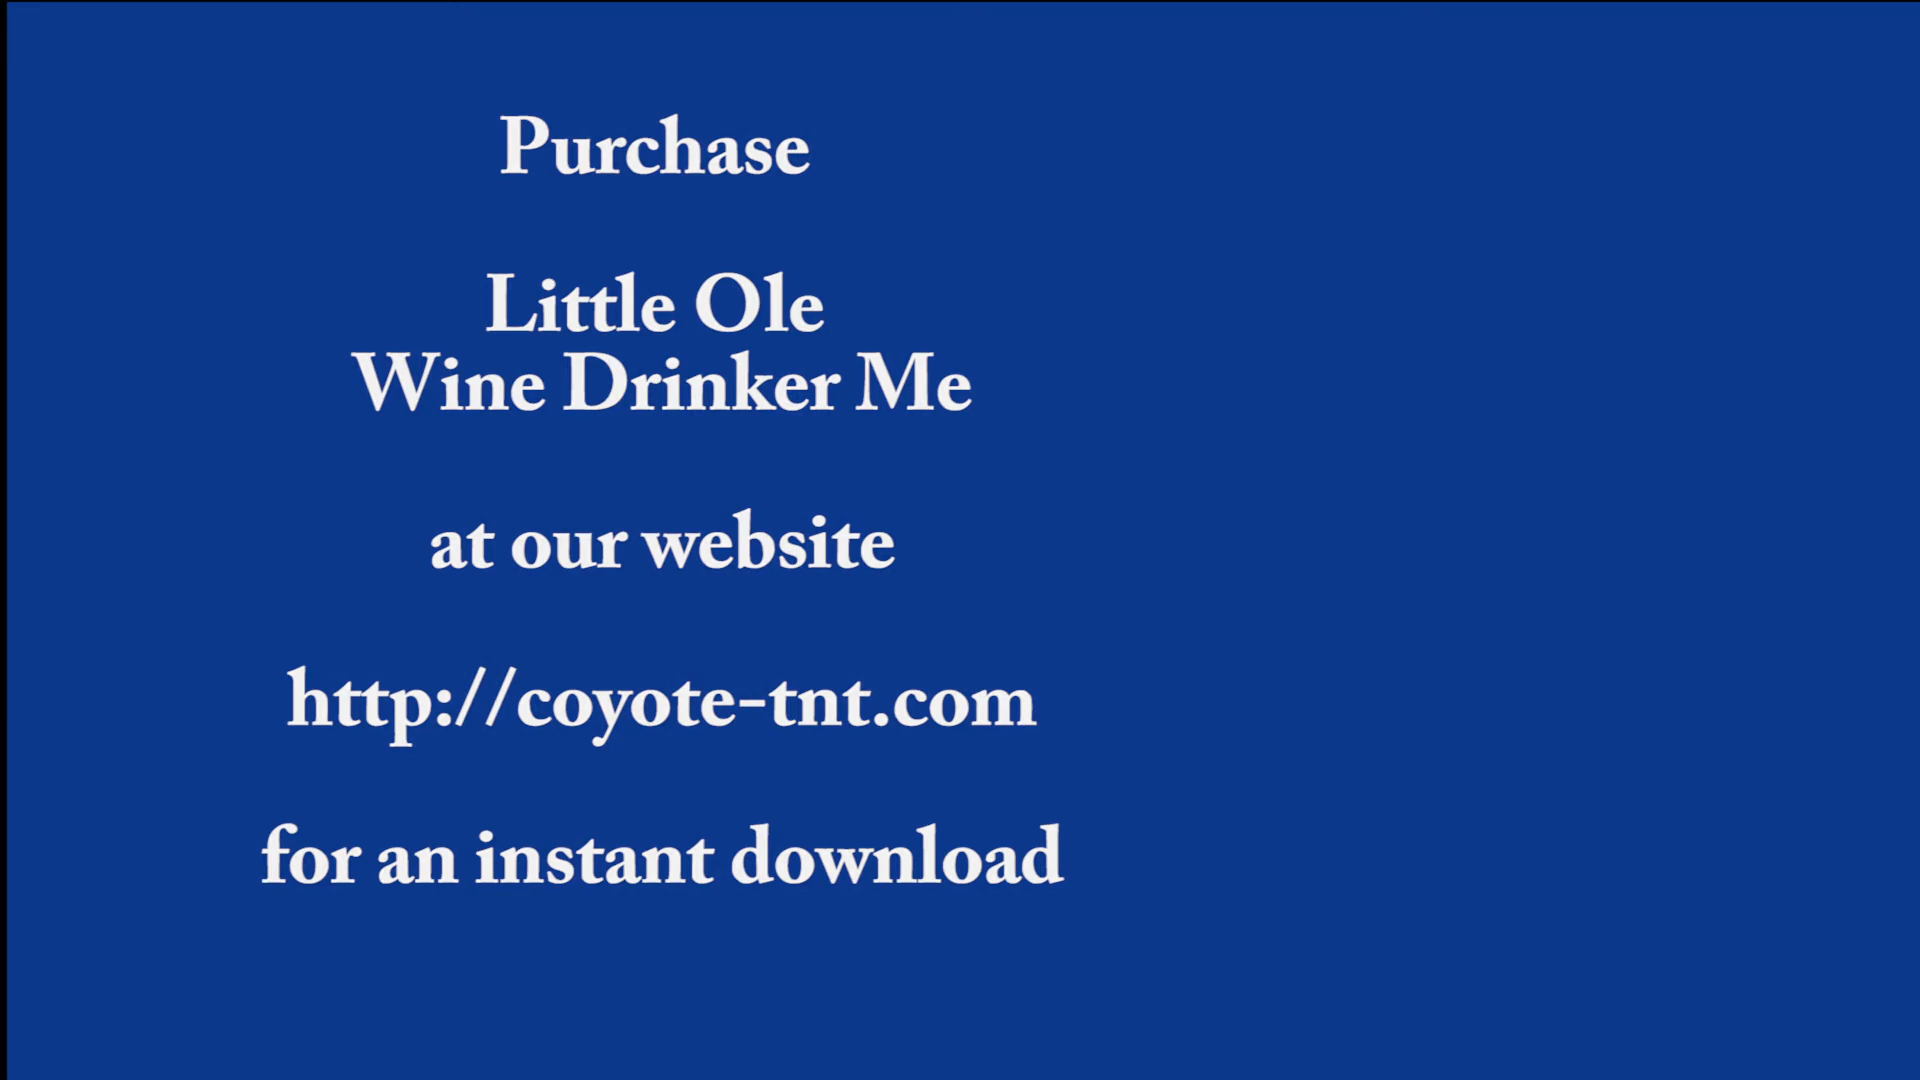 Purchase
Little Ole
Wine Drinker Me
at our website
http://coyote-tnt.com
for an instant download